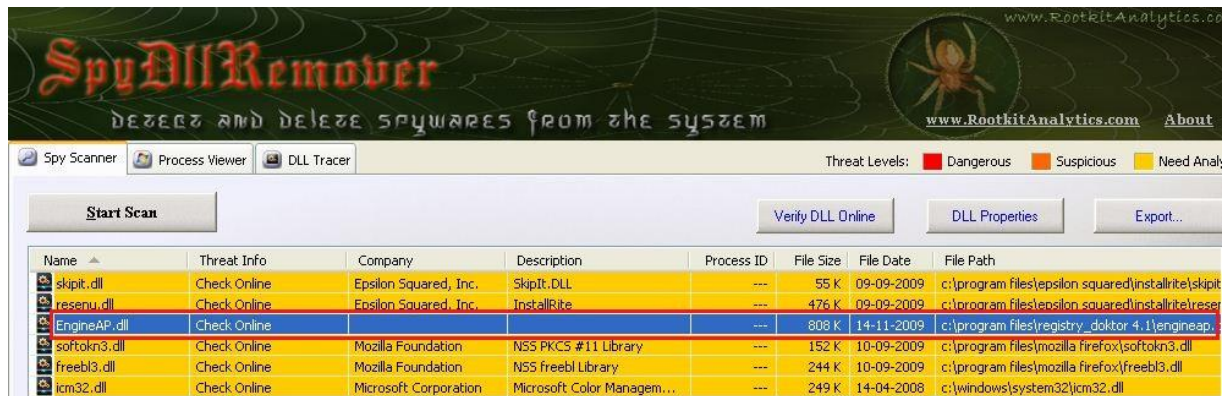 www.RootkitAnalytics.co
SpyDllRemover
DETECT AND DELETE SPYWARES FROM THE SYSTEM
www.RootkitAnalytics.com About
Spy Scanner Process Viewer DLL Tracer Threat Levels: Dangerous Suspicious Need Analy
Start Scan Verify DLL Online DLL Properties Export...
Name Threat Info Company Description Process ID File Size File Date File Path
skipit.dll Check Online Epsilon Squared, Inc. SkipIt.DLL --- 55 K 09-09-2009 c:\program files\epsilon squared\installrite\skipit
resenu.dll Check Online Epsilon Squared, Inc. InstallRite --- 476 K 09-09-2009 c:\program files\epsilon squared\installrite\resen
EngineAP.dll Check Online --- 808 K 14-11-2009 c:\program files\registry_doktor 4.1\engineap.
softokn3.dll Check Online Mozilla Foundation NSS PKCS #11 Library --- 152 K 10-09-2009 c:\program files\mozilla firefox\softokn3.dll
freebl3.dll Check Online Mozilla Foundation NSS freebl Library --- 244 K 10-09-2009 c:\program files\mozilla firefox\freebl3.dll
icm32.dll Check Online Microsoft Corporation Microsoft Color Managem... --- 249 K 14-04-2008 c:\windows\system32\icm32.dll